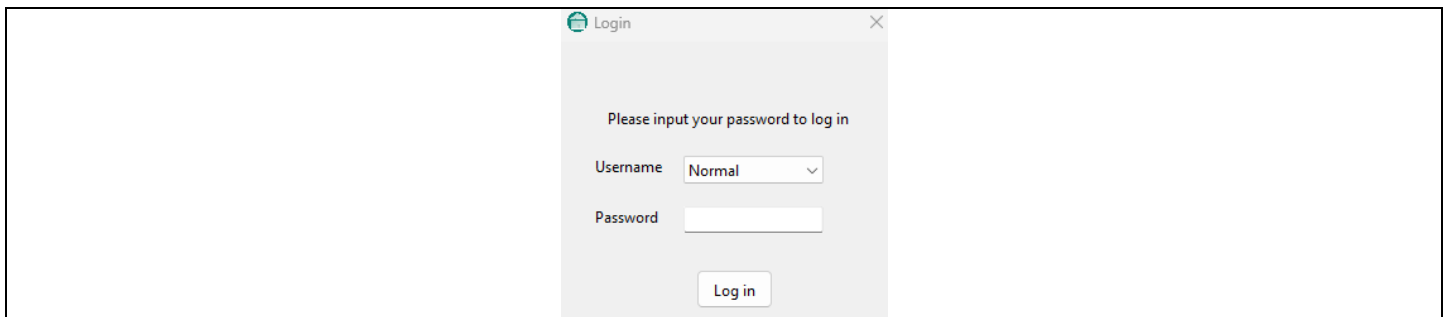 Login
Please input your password to log in
Username Normal
Password
Log in